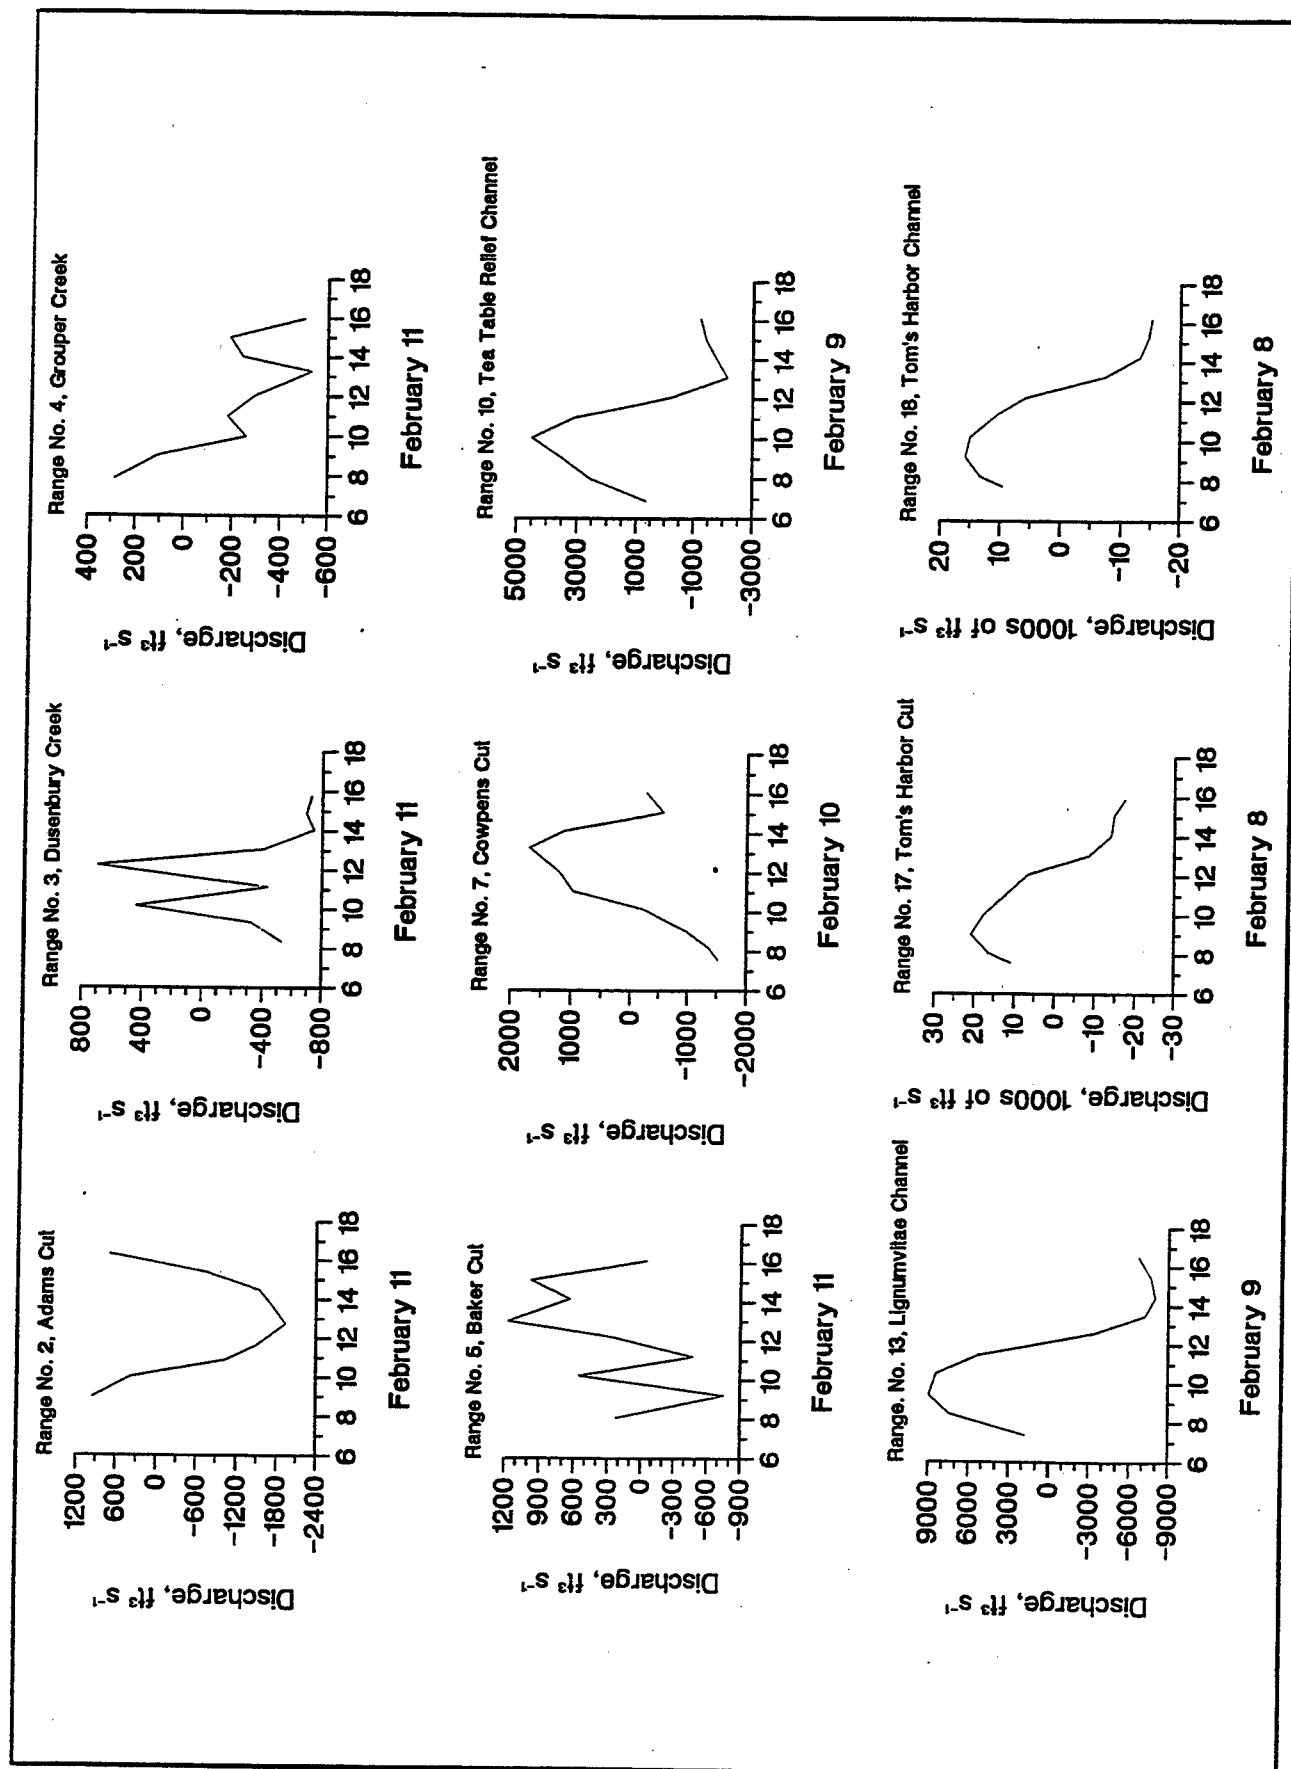 Range No. 2, Adams Cut
Discharge, ft³ s⁻¹
1200
600
0
-600
-1200
-1800
-2400
6 8 10 12 14 16 18
February 11
Range No. 3, Dusenbury Creek
Discharge, ft³ s⁻¹
800
400
0
-400
-800
6 8 10 12 14 16 18
February 11
Range No. 4, Grouper Creek
Discharge, ft³ s⁻¹
400
200
0
-200
-400
-600
6 8 10 12 14 16 18
February 11
Range No. 5, Baker Cut
Discharge, ft³ s⁻¹
1200
900
600
300
0
-300
-600
-900
6 8 10 12 14 16 18
February 11
Range No. 7, Cowpens Cut
Discharge, ft³ s⁻¹
2000
1000
0
-1000
-2000
6 8 10 12 14 16 18
February 10
Range No. 10, Tea Table Relief Channel
Discharge, ft³ s⁻¹
5000
3000
1000
-1000
-3000
6 8 10 12 14 16 18
February 9
Range. No. 13, Lignumvitae Channel
Discharge, ft³ s⁻¹
9000
6000
3000
0
-3000
-6000
-9000
6 8 10 12 14 16 18
February 9
Range No. 17, Tom's Harbor Cut
Discharge, 1000s of ft³ s⁻¹
30
20
10
0
-10
-20
-30
6 8 10 12 14 16 18
February 8
Range No. 18, Tom's Harbor Channel
Discharge, 1000s of ft³ s⁻¹
20
10
0
-10
-20
6 8 10 12 14 16 18
February 8